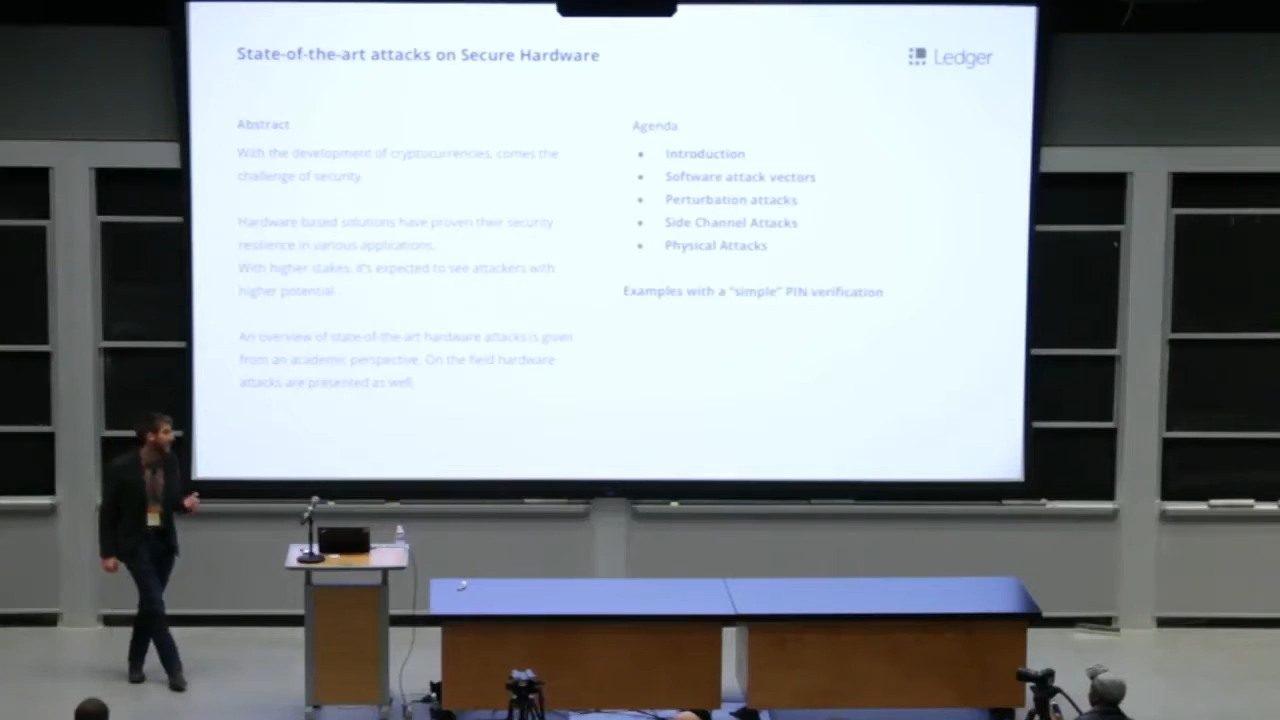 State-of-the-art attacks on Secure Hardware
Ledger
Abstract
With the development of cryptocurrencies, comes the
challenge of security.
Hardware based solutions have proven their security
resilience in various applications.
With higher stakes, it's expected to see attackers with
higher potential.
An overview of state-of-the-art hardware attacks is given
from an academic perspective. On the field hardware
attacks are presented as well.
Agenda
• Introduction
• Software attack vectors
• Perturbation attacks
• Side Channel Attacks
• Physical Attacks
Examples with a "simple" PIN verification